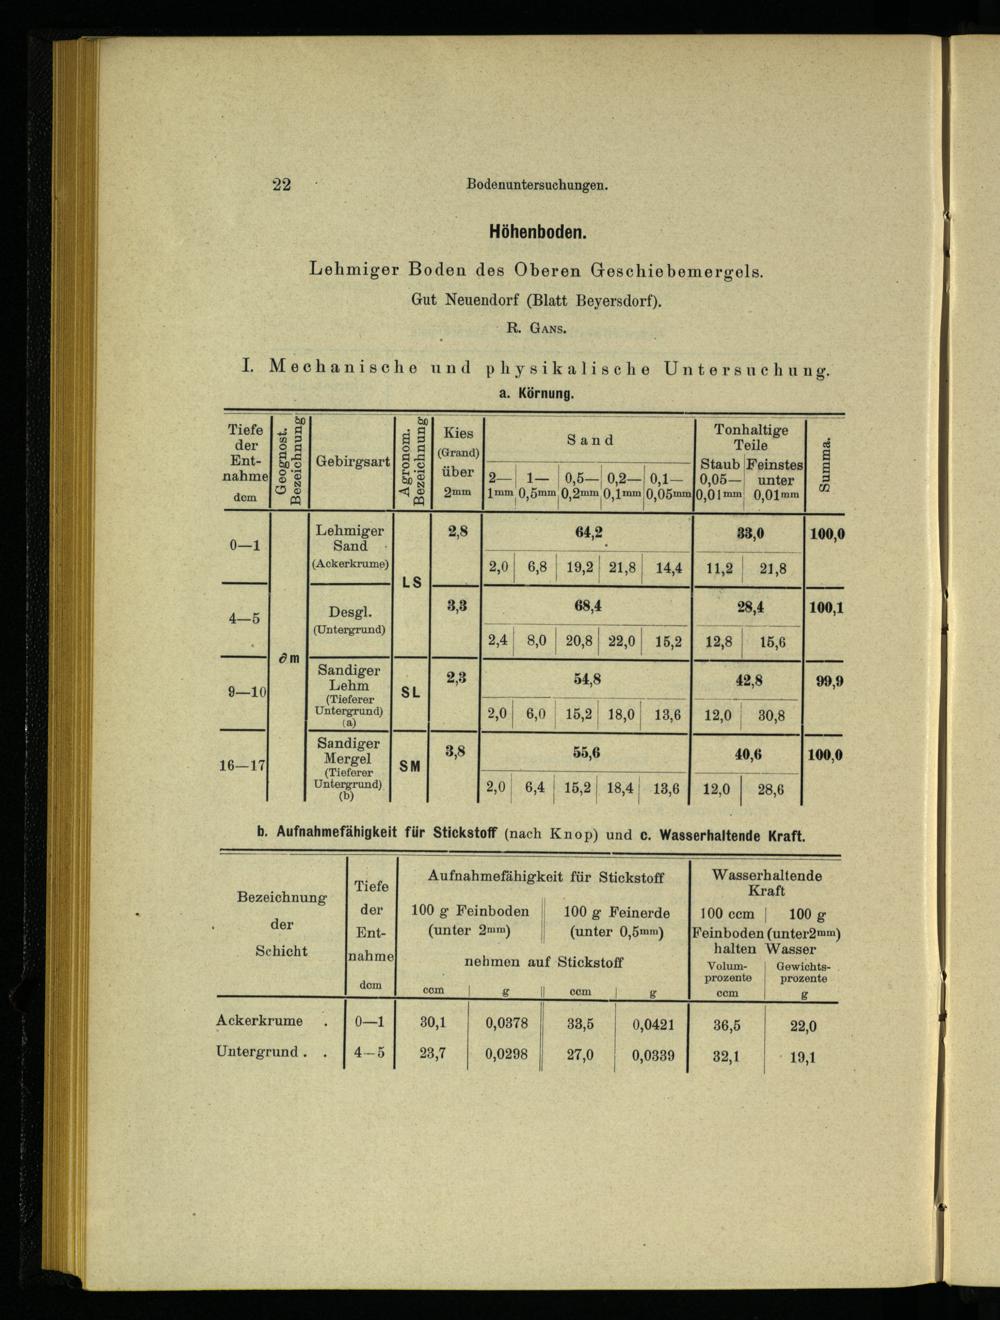 22 Bodenuntersuchungen.
Höhenboden.
Lehmiger Boden des Oberen Geschiebemergels.
Gut Neuendorf (Blatt Beyersdorf).
R. GANS.
I. Mechanische und physikalische Untersuchung.
a. Körnung.
Tiefe der Ent-nahme dcm | Geognost. Bezeichnung | Gebirgsart | Agronom. Bezeichnung | Kies (Grand) über 2mm | Sand | Tonhaltige Teile | Summa.
2—1mm | 1—0,5mm | 0,5—0,2mm | 0,2—0,1mm | 0,1—0,05mm | Staub 0,05—0,01mm | Feinstes unter 0,01mm
0—1 | ∂m | Lehmiger Sand (Ackerkrume) | LS | 2,8 | 64,2 | 33,0 | 100,0
2,0 | 6,8 | 19,2 | 21,8 | 14,4 | 11,2 | 21,8
4—5 | Desgl. (Untergrund) | 3,3 | 68,4 | 28,4 | 100,1
2,4 | 8,0 | 20,8 | 22,0 | 15,2 | 12,8 | 15,6
9—10 | Sandiger Lehm (Tieferer Untergrund) (a) | SL | 2,3 | 54,8 | 42,8 | 99,9
2,0 | 6,0 | 15,2 | 18,0 | 13,6 | 12,0 | 30,8
16—17 | Sandiger Mergel (Tieferer Untergrund) (b) | SM | 3,8 | 55,6 | 40,6 | 100,0
2,0 | 6,4 | 15,2 | 18,4 | 13,6 | 12,0 | 28,6
b. Aufnahmefähigkeit für Stickstoff (nach Knop) und c. Wasserhaltende Kraft.
Bezeichnung der Schicht | Tiefe der Ent-nahme dcm | Aufnahmefähigkeit für Stickstoff | Wasserhaltende Kraft
100 g Feinboden (unter 2mm) | 100 g Feinerde (unter 0,5mm) | 100 ccm | 100 g
nehmen auf Stickstoff | Feinboden (unter 2mm) halten Wasser
ccm | g | ccm | g | Volum-prozente ccm | Gewichts-prozente g
Ackerkrume . | 0—1 | 30,1 | 0,0378 | 33,5 | 0,0421 | 36,5 | 22,0
Untergrund . . | 4—5 | 23,7 | 0,0298 | 27,0 | 0,0339 | 32,1 | 19,1